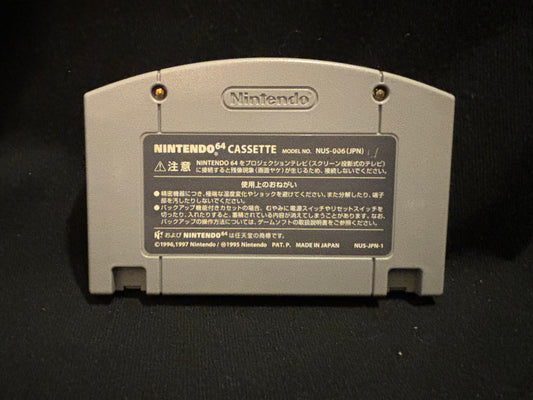 Nintendo
NINTENDO64 CASSETTE MODEL NO. NUS-006(JPN)
注意 NINTENDO 64 をプロジェクションテレビ(スクリーン投影式のテレビ)
に接続すると残像現象(画面ヤケ)が生じるため、接続しないでください。
使用上のおねがい
●精密機器につき、極端な温度変化やショックを避けてください。また分解したり、端子
部を汚したりしないでください。
●バックアップ機能付きカセットの場合、むやみに電源スイッチやリセットスイッチを
切ったり、入れたりすると、蓄積されている内容が消えてしまうことがあります。なお、
バックアップの操作方法については、ゲームソフトの取扱説明書をご参照ください。
および NINTENDO64 は任天堂の商標です。
©1996,1997 Nintendo / ©1995 Nintendo PAT. P. MADE IN JAPAN NUS-JPN-1